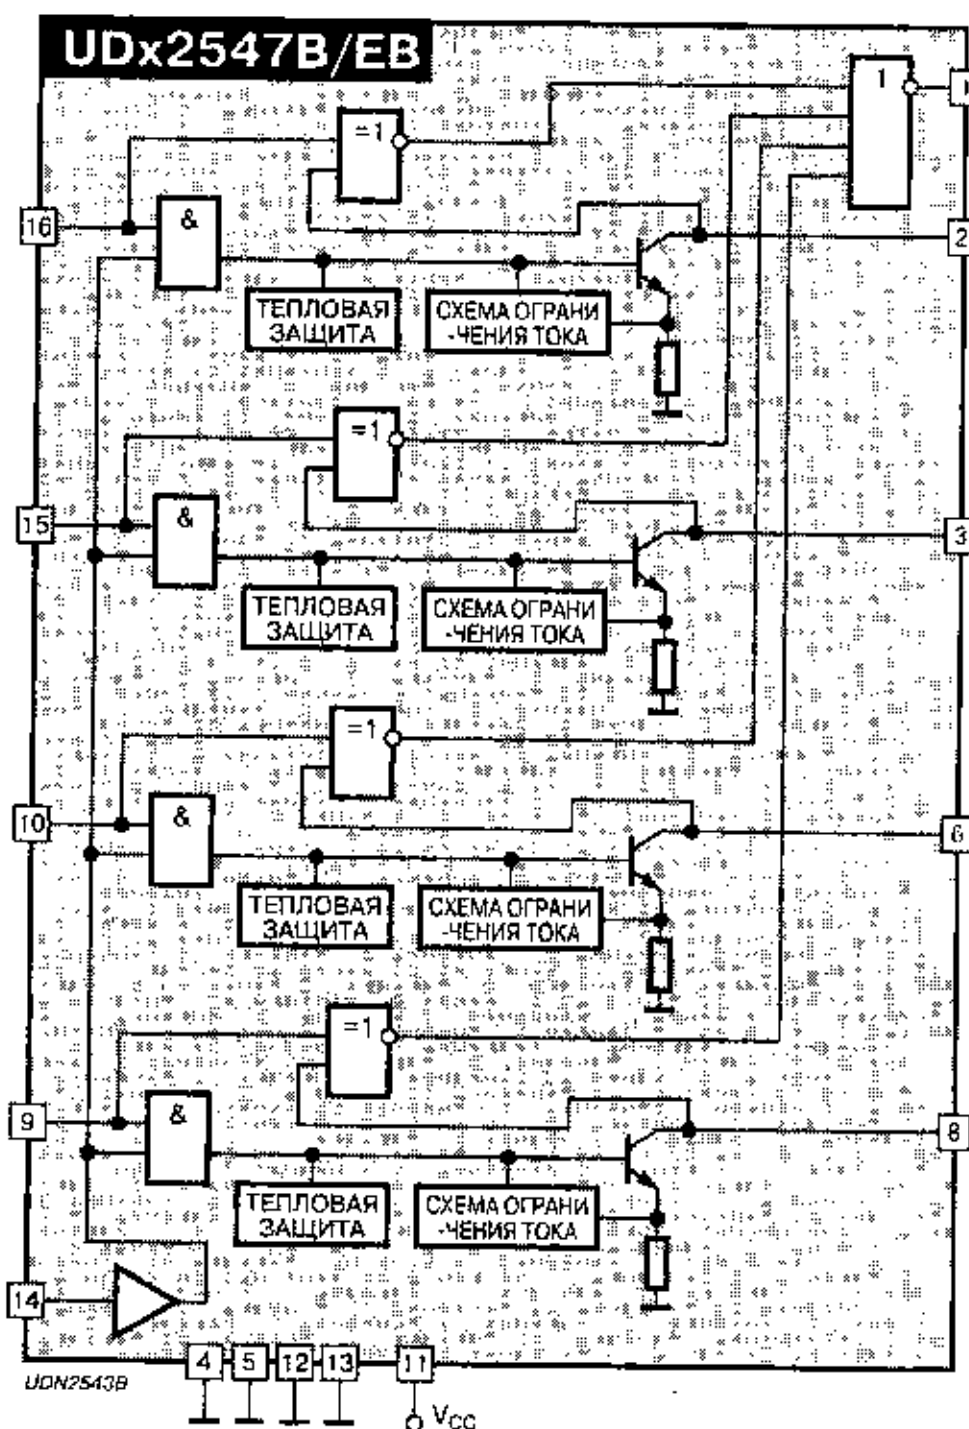 UDx2547B/EB
=1
1
1
16
&
2
ТЕПЛОВАЯ
ЗАЩИТА
СХЕМА ОГРАНИ
-ЧЕНИЯ ТОКА
=1
15
&
3
ТЕПЛОВАЯ
ЗАЩИТА
СХЕМА ОГРАНИ
-ЧЕНИЯ ТОКА
=1
10
&
6
ТЕПЛОВАЯ
ЗАЩИТА
СХЕМА ОГРАНИ
-ЧЕНИЯ ТОКА
=1
9
&
8
ТЕПЛОВАЯ
ЗАЩИТА
СХЕМА ОГРАНИ
-ЧЕНИЯ ТОКА
14
4
5
12
13
11
UDN2543B
VCC